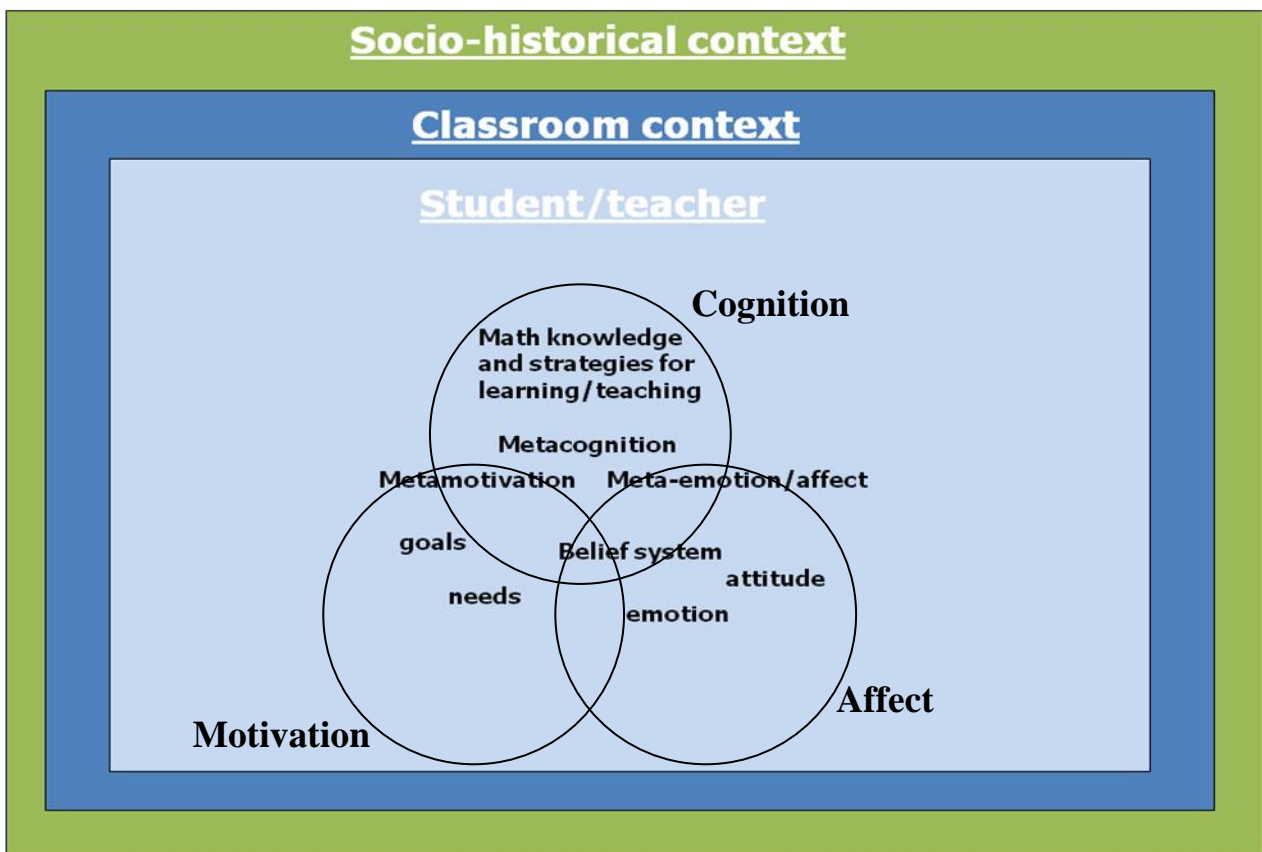 Socio-historical context
Classroom context
Student/teacher
Cognition
Math knowledge
and strategies for
learning/teaching
Metacognition
Metamotivation Meta-emotion/affect
goals
Belief system
attitude
needs
emotion
Affect
Motivation